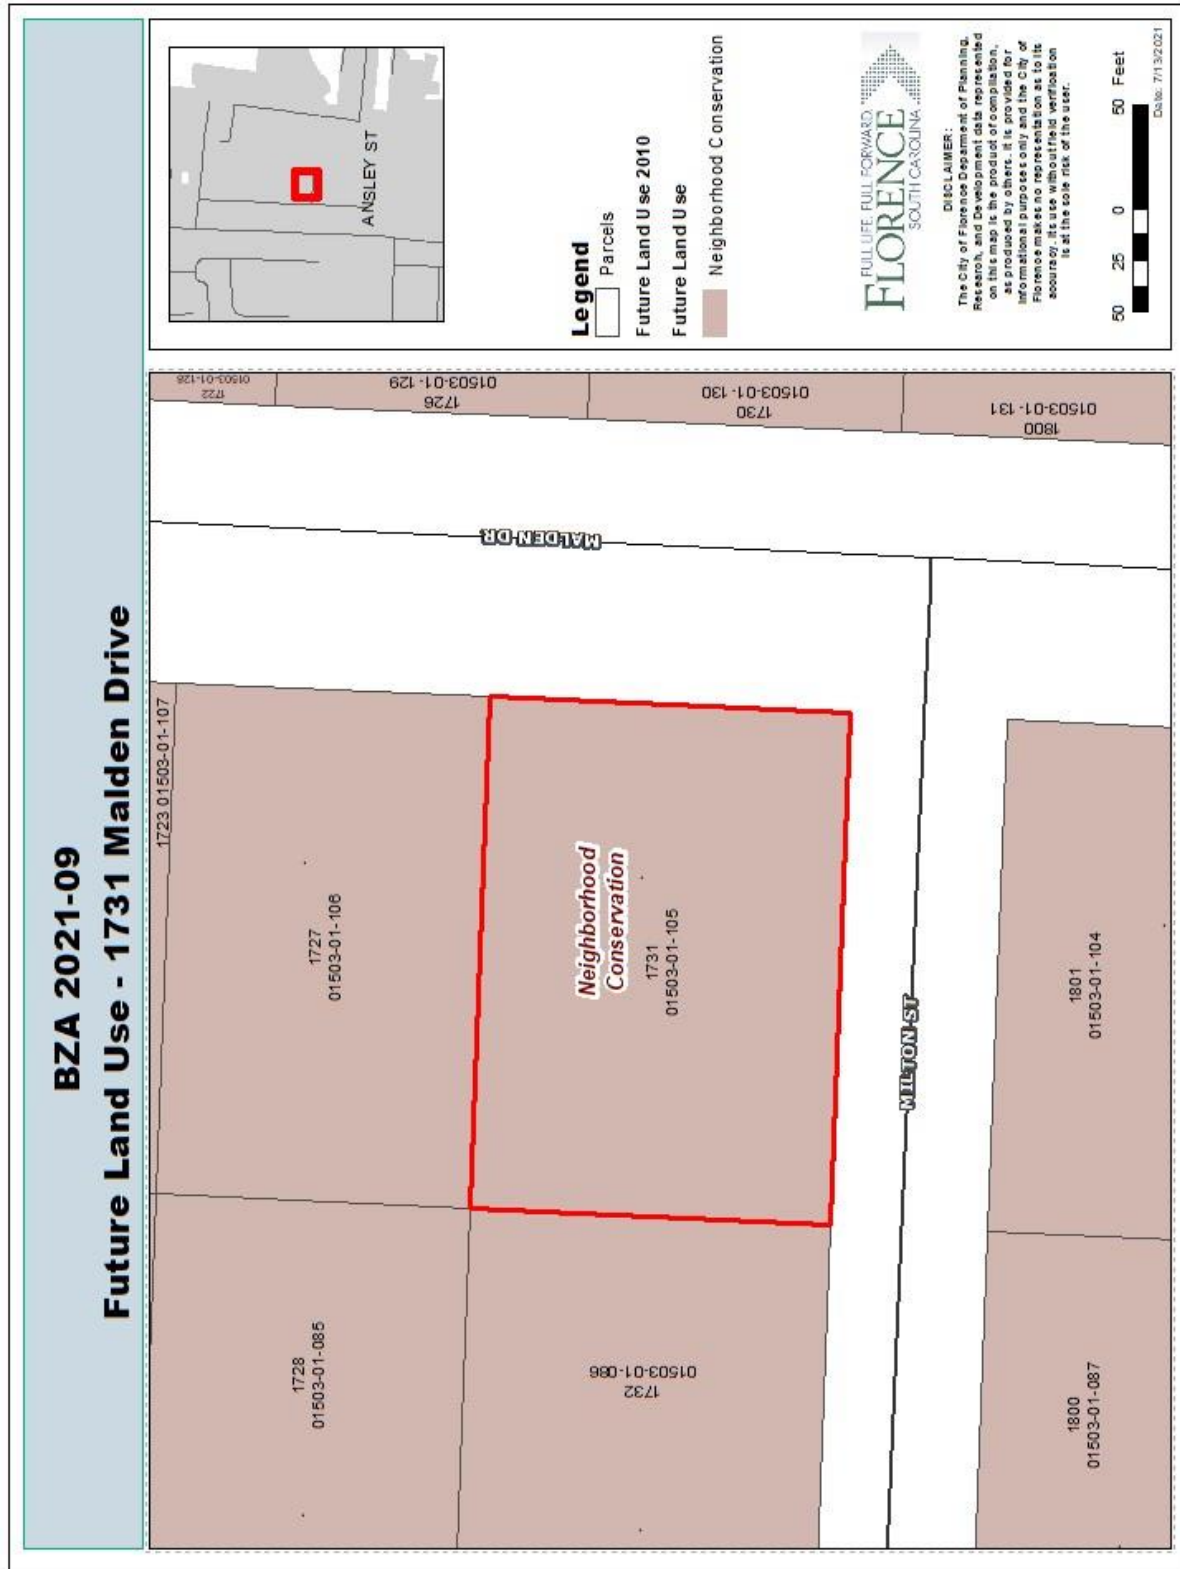 BZA 2021-09
Future Land Use - 1731 Malden Drive
1723 01503-01-107
1727
01503-01-106
1728
01503-01-085
Neighborhood
Conservation
1731
01503-01-105
1732
01503-01-086
MALDEN DR
MILTON ST
1801
01503-01-104
1800
01503-01-087
1722
01503-01-128
1726
01503-01-129
1730
01503-01-130
1800
01503-01-131
ANSLEY ST
Legend
Parcels
Future Land Use 2010
Future Land Use
Neighborhood Conservation
FULL LIFE. FULL FORWARD.
FLORENCE
SOUTH CAROLINA
DISCLAIMER:
The City of Florence Deparment of Planning,
Research, and Development data represented
on this map is the product of compilation,
as produced by others. It is provided for
informational purposes only and the City of
Florence makes no representation as to its
accuracy. Its use without field verification
is at the sole risk of the user.
50 25 0 50 Feet
Date: 7/13/2021